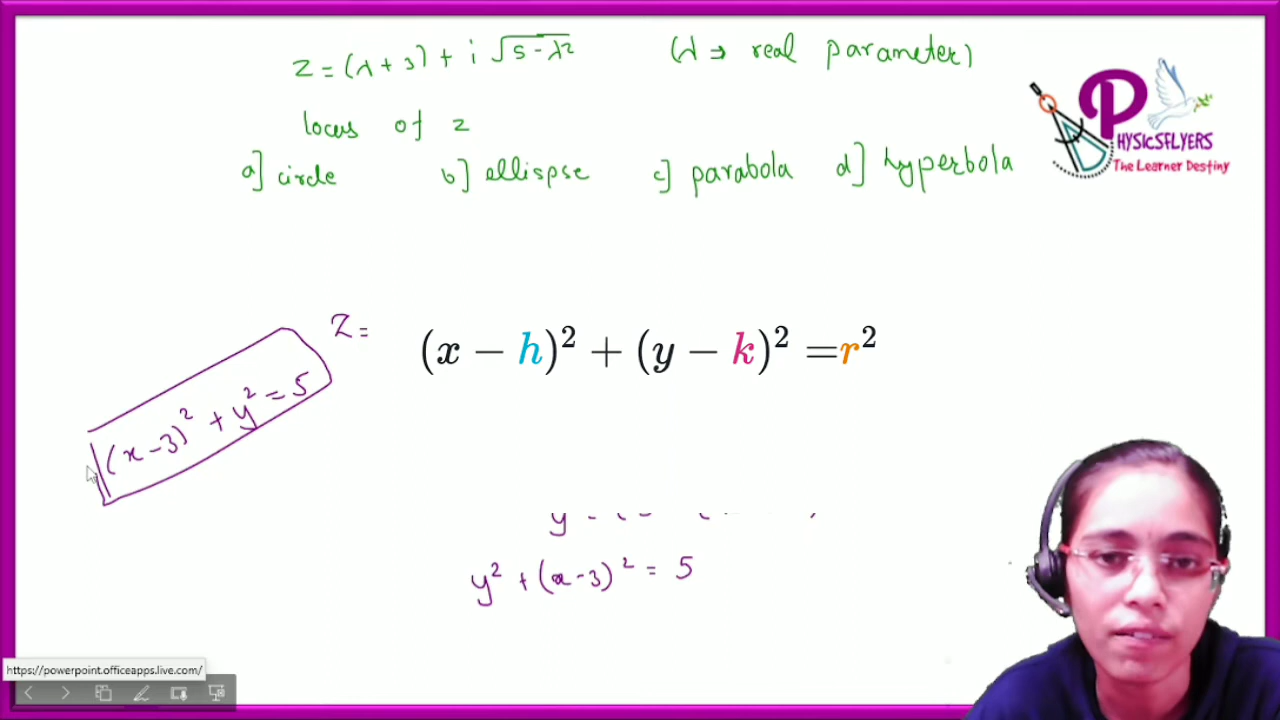 z = (λ + 3) + i √5 - λ² (λ → real parameter)
PHYSICSFLYERS
The Learner Destiny
locus of z
a] circle b] ellispse c] parabola d] hyperbola
Z =
(x − h)² + (y − k)² =r²
(x - 3)² + y² = 5
y² + (x - 3)² = 5
https://powerpoint.officeapps.live.com/